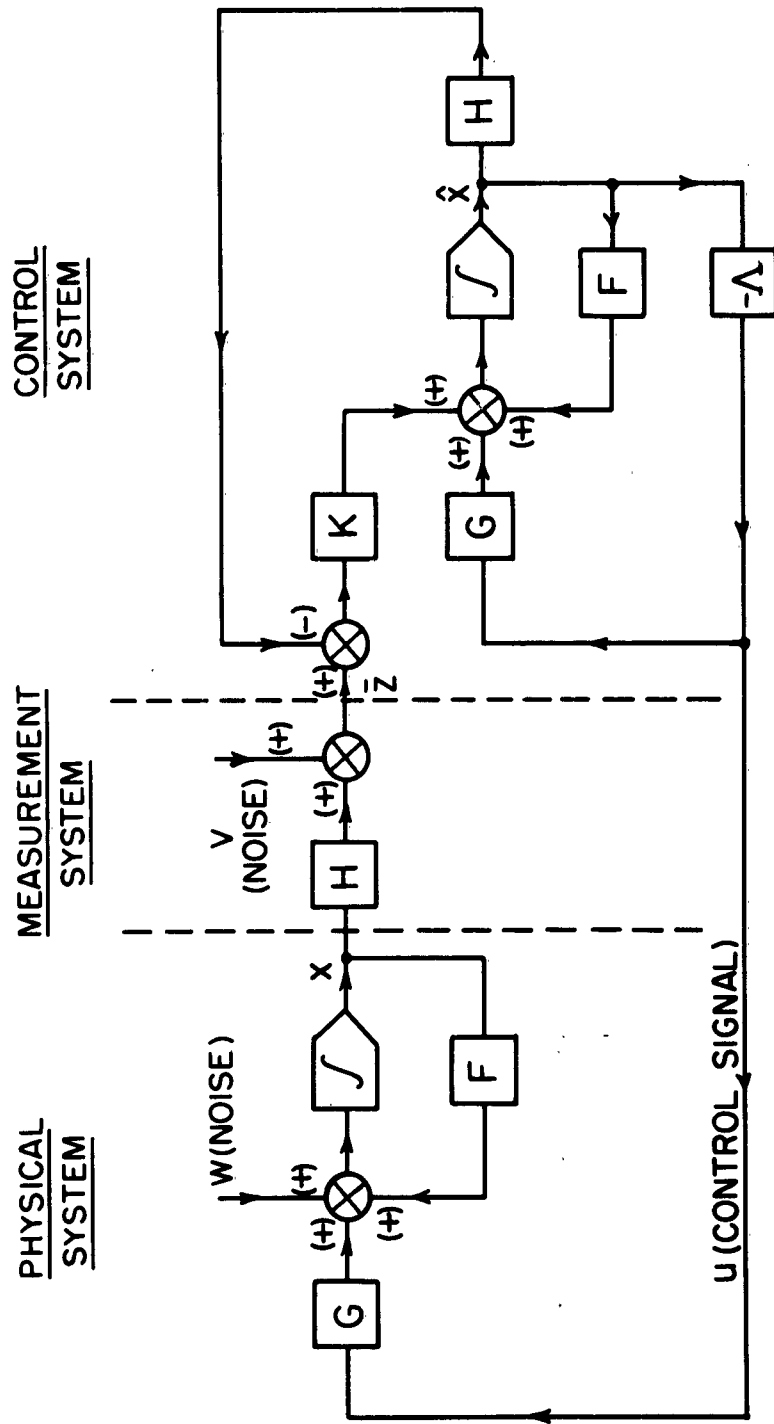 PHYSICAL
SYSTEM
MEASUREMENT
SYSTEM
CONTROL
SYSTEM
W (NOISE)
(+)
(+)
(+)
G
∫
X
F
H
V
(NOISE)
(+)
(+)
Z̄
(+)
(-)
K
(+)
(+)
(+)
G
∫
X̂
H
F
-Λ
U (CONTROL SIGNAL)